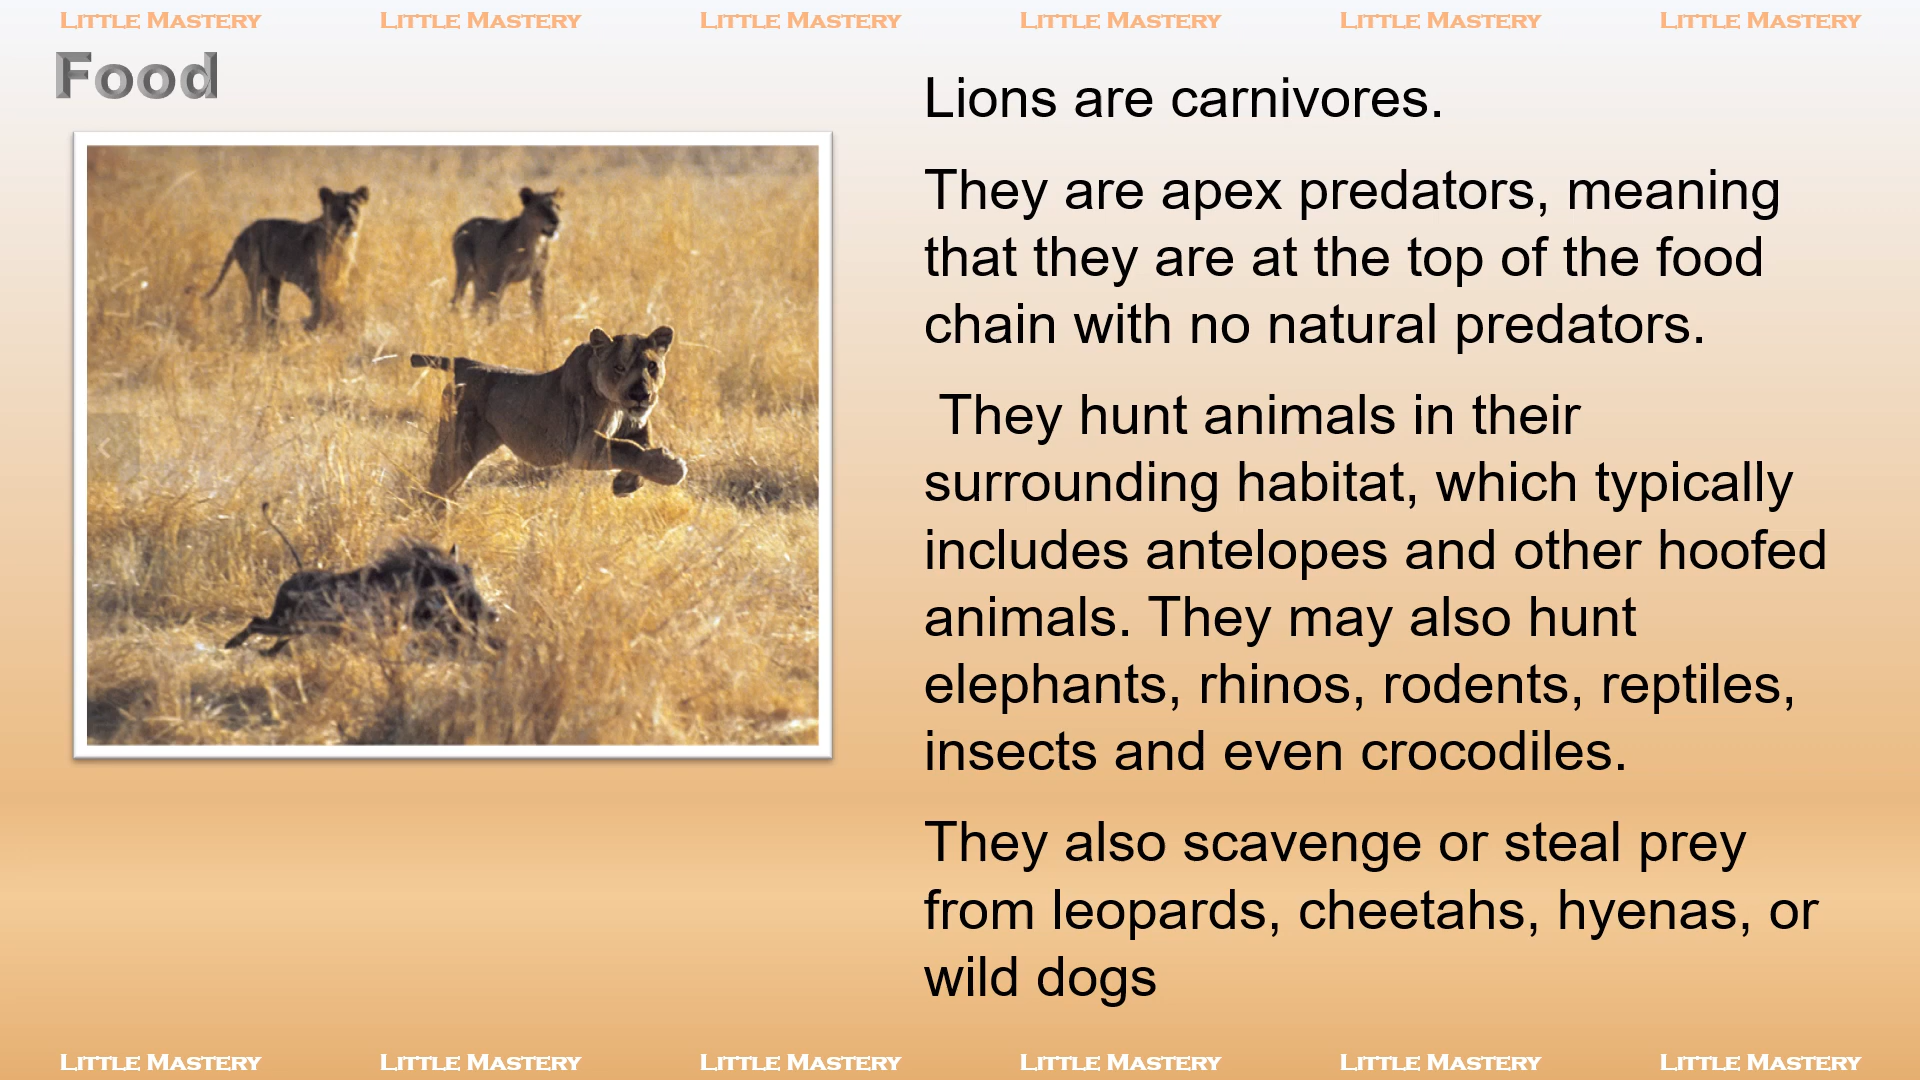 Little Mastery Little Mastery Little Mastery Little Mastery Little Mastery Little Mastery
Food
Lions are carnivores.
They are apex predators, meaning
that they are at the top of the food
chain with no natural predators.
They hunt animals in their
surrounding habitat, which typically
includes antelopes and other hoofed
animals. They may also hunt
elephants, rhinos, rodents, reptiles,
insects and even crocodiles.
They also scavenge or steal prey
from leopards, cheetahs, hyenas, or
wild dogs
Little Mastery Little Mastery Little Mastery Little Mastery Little Mastery Little Mastery